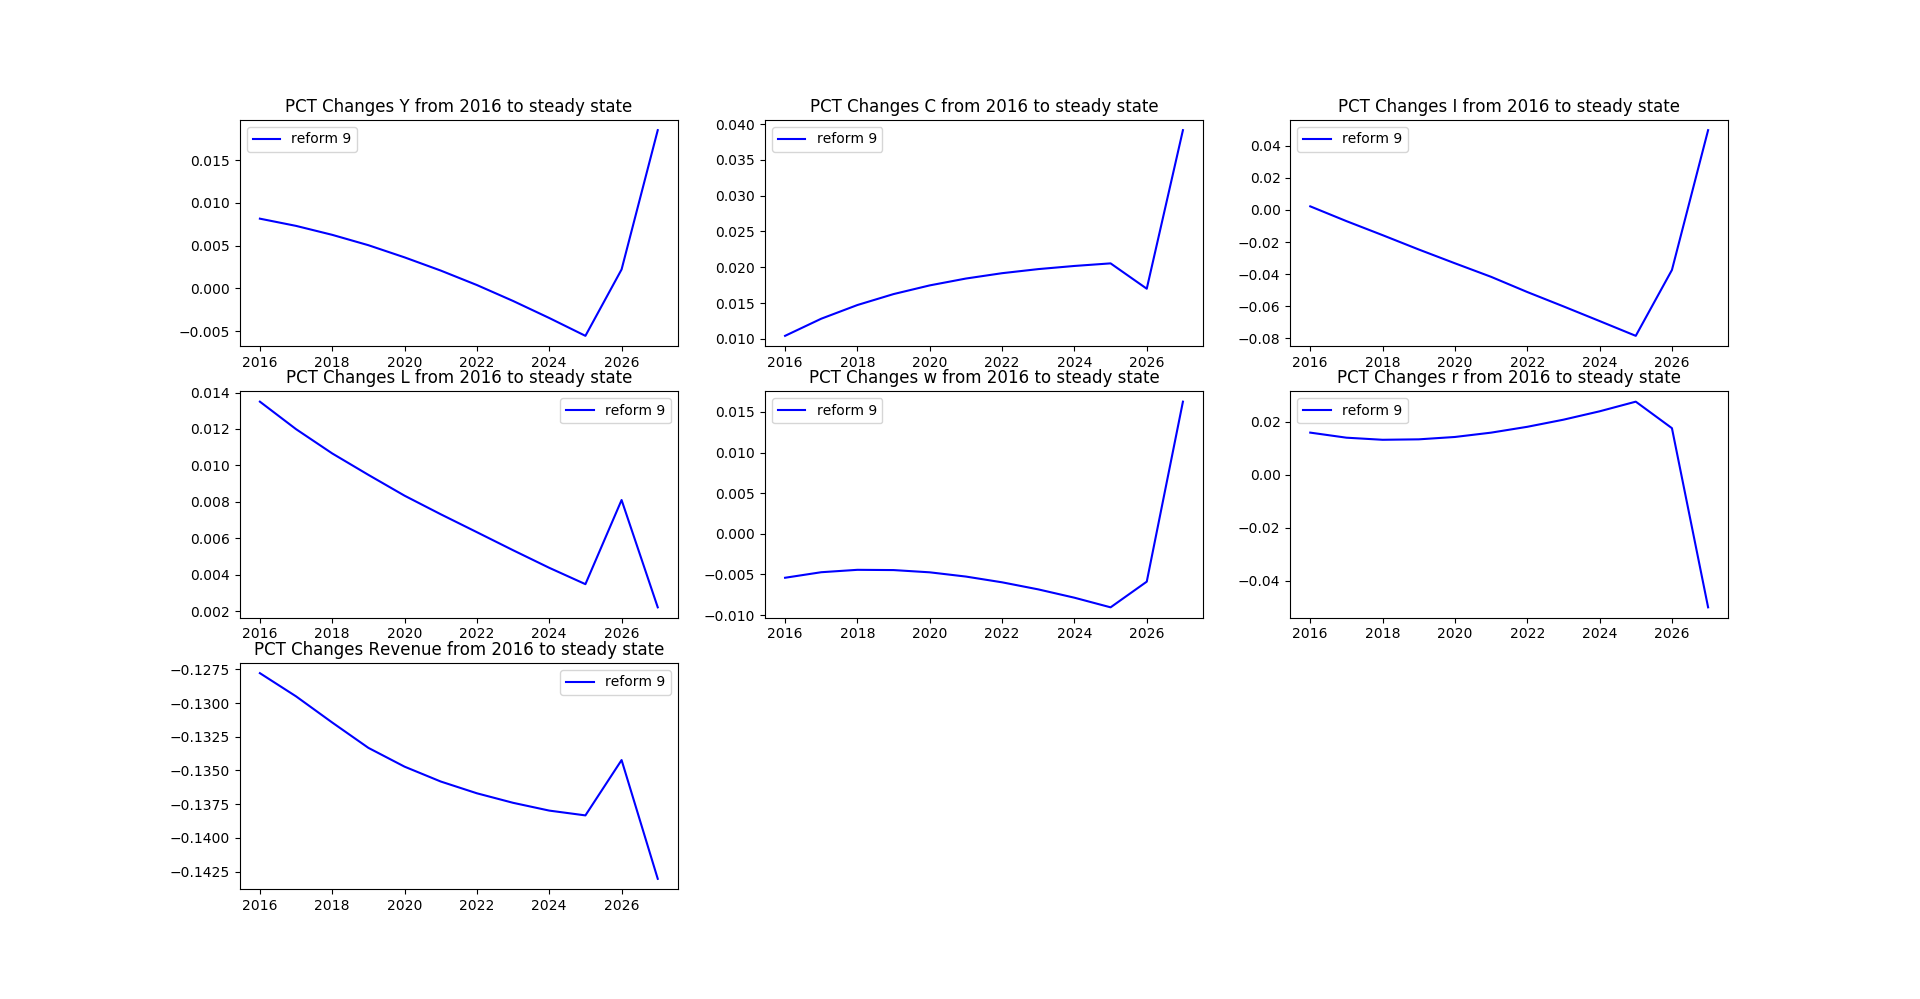 PCT Changes Y from 2016 to steady state
reform 9
0.015
0.010
0.005
0.000
−0.005
2016 2018 2020 2022 2024 2026
PCT Changes C from 2016 to steady state
reform 9
0.040
0.035
0.030
0.025
0.020
0.015
0.010
2016 2018 2020 2022 2024 2026
PCT Changes I from 2016 to steady state
reform 9
0.04
0.02
0.00
−0.02
−0.04
−0.06
−0.08
2016 2018 2020 2022 2024 2026
PCT Changes L from 2016 to steady state
reform 9
0.014
0.012
0.010
0.008
0.006
0.004
0.002
2016 2018 2020 2022 2024 2026
PCT Changes w from 2016 to steady state
reform 9
0.015
0.010
0.005
0.000
−0.005
−0.010
2016 2018 2020 2022 2024 2026
PCT Changes r from 2016 to steady state
reform 9
0.02
0.00
−0.02
−0.04
2016 2018 2020 2022 2024 2026
PCT Changes Revenue from 2016 to steady state
reform 9
−0.1275
−0.1300
−0.1325
−0.1350
−0.1375
−0.1400
−0.1425
2016 2018 2020 2022 2024 2026